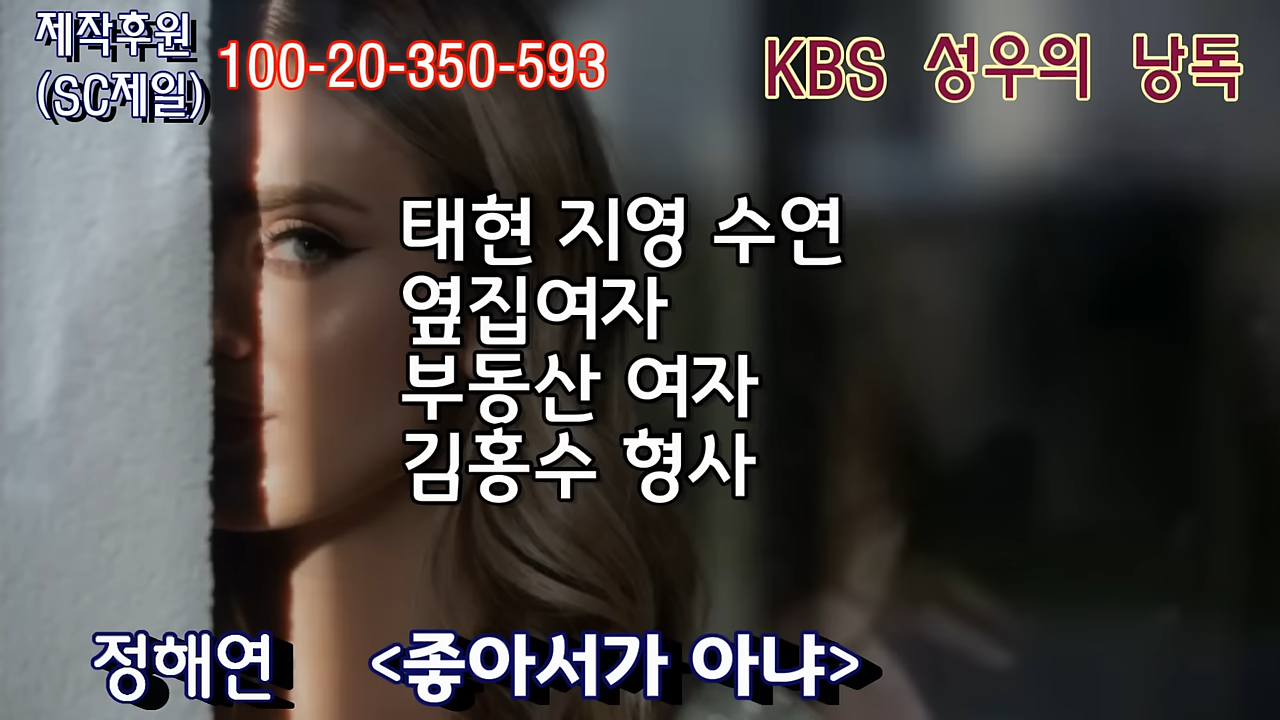 제작후원
(SC제일)
100-20-350-593
KBS 성우의 낭독
태현 지영 수연
옆집여자
부동산 여자
김홍수 형사
정해연 <좋아서가 아냐>